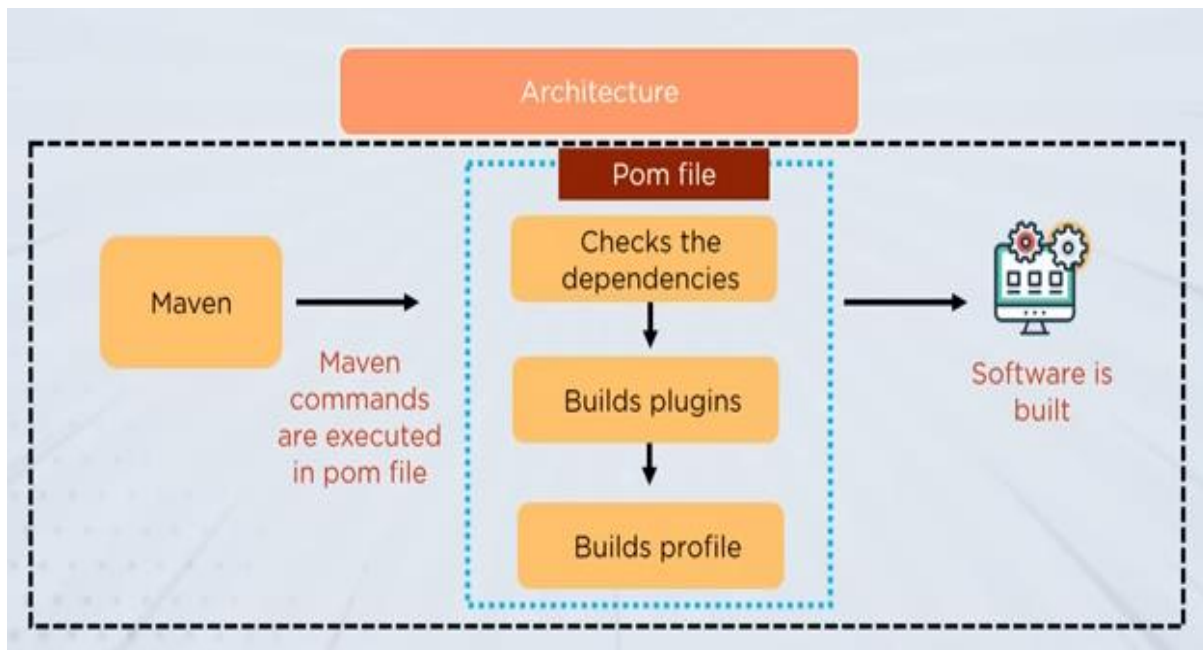 Architecture
Pom file
Maven
Maven
commands
are executed
in pom file
Checks the
dependencies
Builds plugins
Builds profile
Software is
built